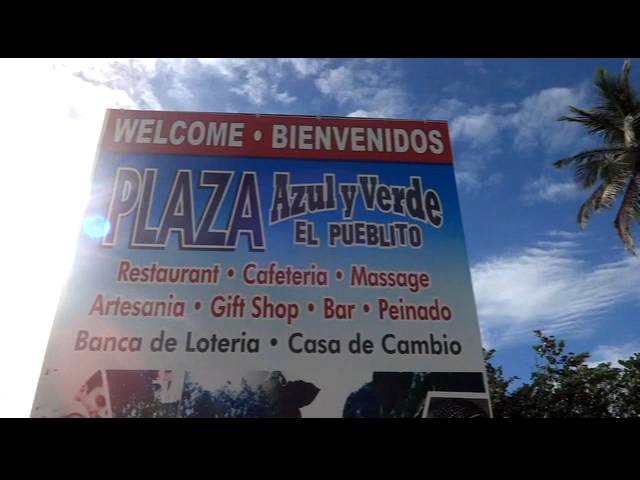 WELCOME • BIENVENIDOS
PLAZA Azul y Verde
EL PUEBLITO
Restaurant • Cafeteria • Massage
Artesania • Gift Shop • Bar • Peinado
Banca de Loteria • Casa de Cambio